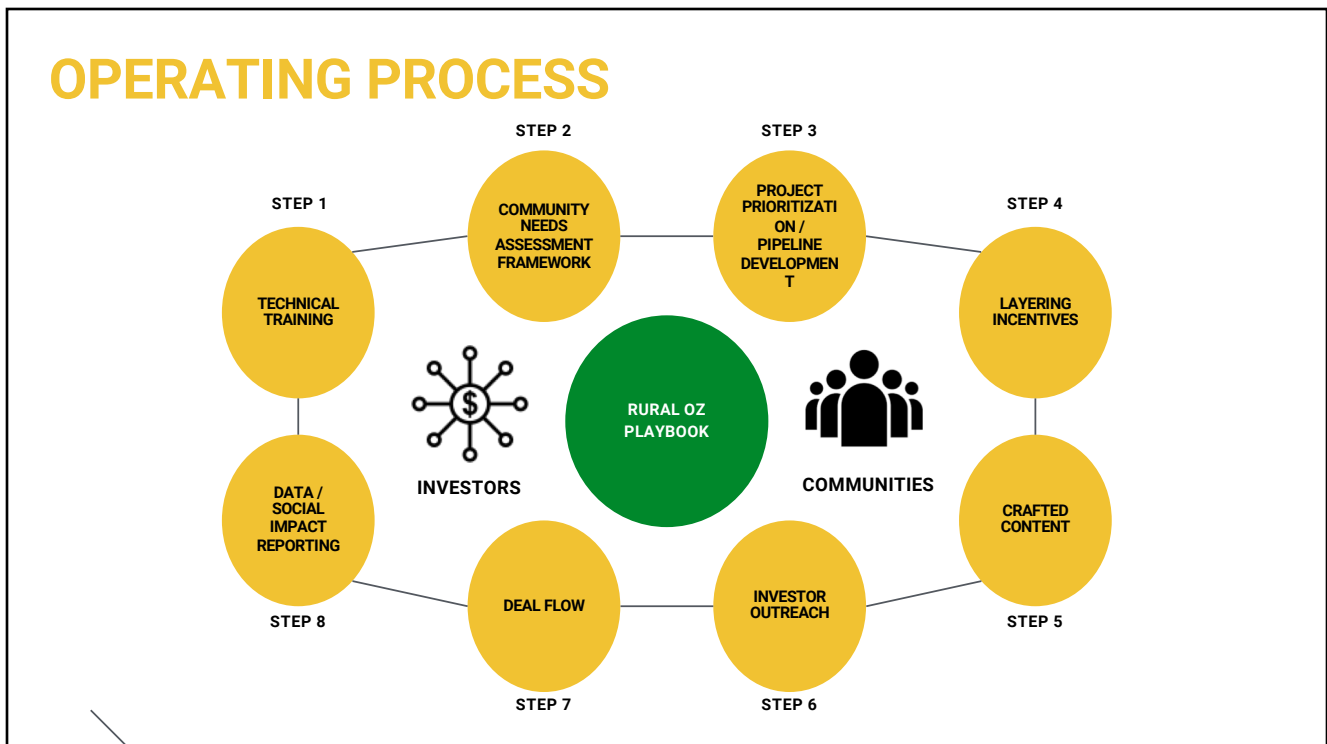 OPERATING PROCESS
STEP 1
TECHNICAL
TRAINING
STEP 2
COMMUNITY
NEEDS
ASSESSMENT
FRAMEWORK
STEP 3
PROJECT
PRIORITIZATI
ON /
PIPELINE
DEVELOPMEN
T
STEP 4
LAYERING
INCENTIVES
$
INVESTORS
RURAL OZ
PLAYBOOK
COMMUNITIES
CRAFTED
CONTENT
STEP 5
INVESTOR
OUTREACH
STEP 6
DEAL FLOW
STEP 7
DATA /
SOCIAL
IMPACT
REPORTING
STEP 8